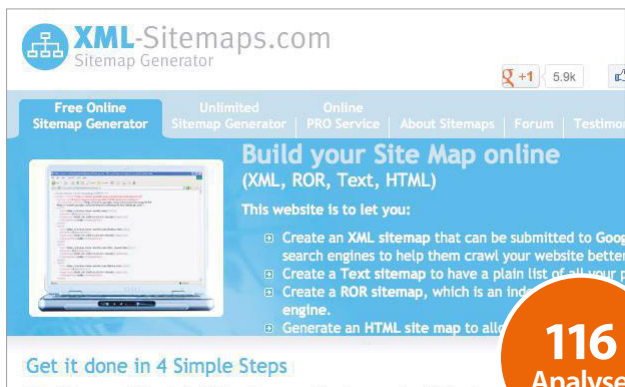 XML-Sitemaps.com
Sitemap Generator
+1 5.9k
Free Online Sitemap Generator
Unlimited Sitemap Generator
Online PRO Service
About Sitemaps
Forum
Build your Site Map online
(XML, ROR, Text, HTML)
This website is to let you:
Create an XML sitemap that can be submitted to
search engines to help them crawl your website better
Create a Text sitemap to have a plain list of all your
Create a ROR sitemap, which is an
engine.
Generate an HTML site map to
Get it done in 4 Simple Steps
116
Analyse